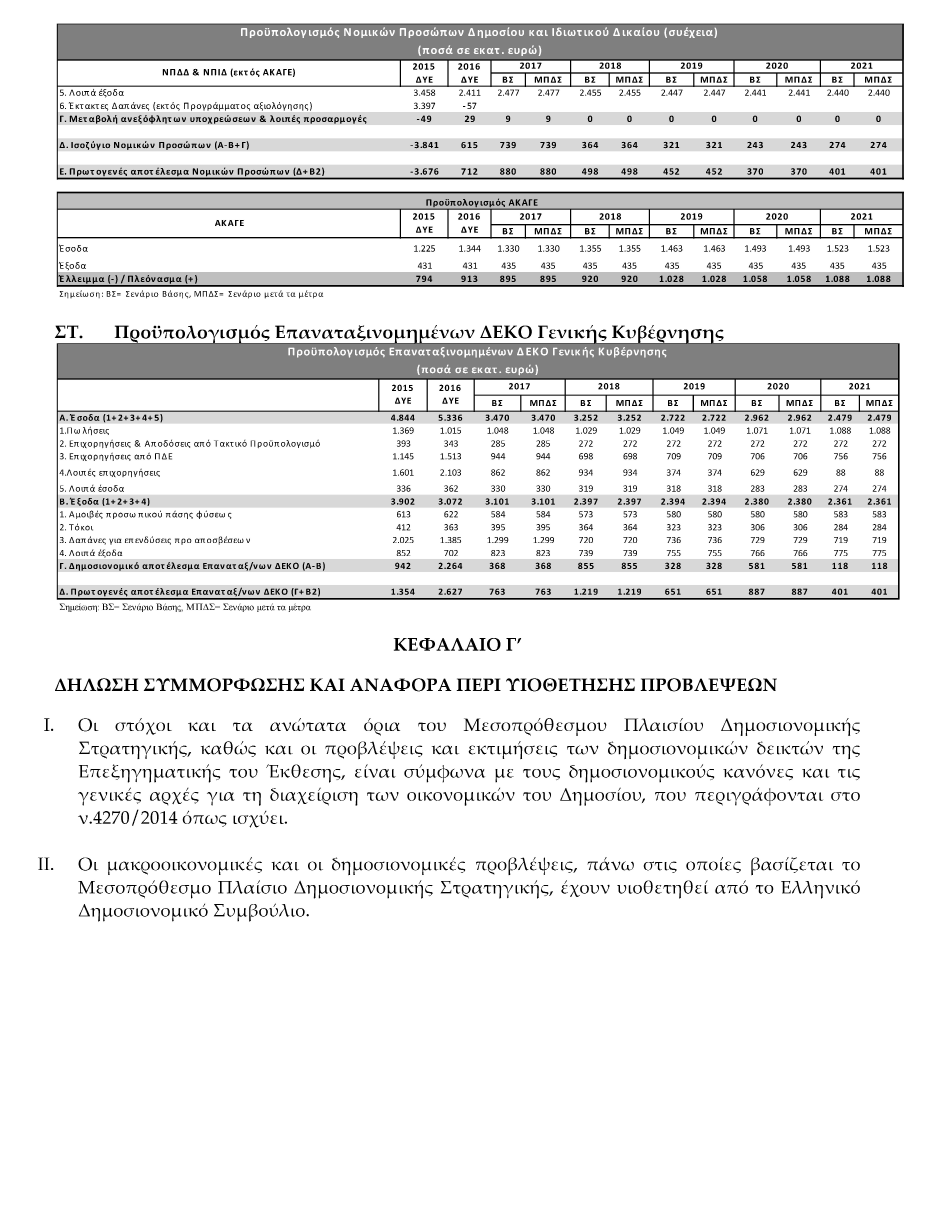 Προϋπολογισμός Νομικών Προσώπων Δημοσίου και Ιδιωτικού Δικαίου (συέχεια)
(ποσά σε εκατ. ευρώ)
ΝΠΔΔ & ΝΠΙΔ (εκτός ΑΚΑΓΕ) 2015 2016 2017 2018 2019 2020 2021
ΔΥΕ ΔΥΕ ΒΣ ΜΠΔΣ ΒΣ ΜΠΔΣ ΒΣ ΜΠΔΣ ΒΣ ΜΠΔΣ ΒΣ ΜΠΔΣ
5. Λοιπά έξοδα 3.458 2.411 2.477 2.477 2.455 2.455 2.447 2.447 2.441 2.441 2.440 2.440
6. Έκτακτες Δαπάνες (εκτός Προγράμματος αξιολόγησης) 3.397 -57
Γ. Μεταβολή ανεξόφλητων υποχρεώσεων & λοιπές προσαρμογές -49 29 9 9 0 0 0 0 0 0 0 0
Δ. Ισοζύγιο Νομικών Προσώπων (Α-Β+Γ) -3.841 615 739 739 364 364 321 321 243 243 274 274
Ε. Πρωτογενές αποτέλεσμα Νομικών Προσώπων (Δ+Β2) -3.676 712 880 880 498 498 452 452 370 370 401 401
Προϋπολογισμός ΑΚΑΓΕ
ΑΚΑΓΕ 2015 2016 2017 2018 2019 2020 2021
ΔΥΕ ΔΥΕ ΒΣ ΜΠΔΣ ΒΣ ΜΠΔΣ ΒΣ ΜΠΔΣ ΒΣ ΜΠΔΣ ΒΣ ΜΠΔΣ
Έσοδα 1.225 1.344 1.330 1.330 1.355 1.355 1.463 1.463 1.493 1.493 1.523 1.523
Έξοδα 431 431 435 435 435 435 435 435 435 435 435 435
Έλλειμμα (-) / Πλεόνασμα (+) 794 913 895 895 920 920 1.028 1.028 1.058 1.058 1.088 1.088
Σημείωση: ΒΣ= Σενάριο Βάσης, ΜΠΔΣ= Σενάριο μετά τα μέτρα
ΣΤ. Προϋπολογισμός Επαναταξινομημένων ΔΕΚΟ Γενικής Κυβέρνησης
Προϋπολογισμός Επαναταξινομημένων ΔΕΚΟ Γενικής Κυβέρνησης
(ποσά σε εκατ. ευρώ)
2015 2016 2017 2018 2019 2020 2021
ΔΥΕ ΔΥΕ ΒΣ ΜΠΔΣ ΒΣ ΜΠΔΣ ΒΣ ΜΠΔΣ ΒΣ ΜΠΔΣ ΒΣ ΜΠΔΣ
Α. Έσοδα (1+2+3+4+5) 4.844 5.336 3.470 3.470 3.252 3.252 2.722 2.722 2.962 2.962 2.479 2.479
1.Πωλήσεις 1.369 1.015 1.048 1.048 1.029 1.029 1.049 1.049 1.071 1.071 1.088 1.088
2. Επιχορηγήσεις & Αποδόσεις από Τακτικό Προϋπολογισμό 393 343 285 285 272 272 272 272 272 272 272 272
3. Επιχορηγήσεις από ΠΔΕ 1.145 1.513 944 944 698 698 709 709 706 706 756 756
4.Λοιπές επιχορηγήσεις 1.601 2.103 862 862 934 934 374 374 629 629 88 88
5. Λοιπά έσοδα 336 362 330 330 319 319 318 318 283 283 274 274
Β. Έξοδα (1+2+3+4) 3.902 3.072 3.101 3.101 2.397 2.397 2.394 2.394 2.380 2.380 2.361 2.361
1. Αμοιβές προσωπικού πάσης φύσεως 613 622 584 584 573 573 580 580 580 580 583 583
2. Τόκοι 412 363 395 395 364 364 323 323 306 306 284 284
3. Δαπάνες για επενδύσεις προ αποσβέσεων 2.025 1.385 1.299 1.299 720 720 736 736 729 729 719 719
4. Λοιπά έξοδα 852 702 823 823 739 739 755 755 766 766 775 775
Γ. Δημοσιονομικό αποτέλεσμα Επαναταξ/νων ΔΕΚΟ (Α-Β) 942 2.264 368 368 855 855 328 328 581 581 118 118
Δ. Πρωτογενές αποτέλεσμα Επαναταξ/νων ΔΕΚΟ (Γ+Β2) 1.354 2.627 763 763 1.219 1.219 651 651 887 887 401 401
Σημείωση: ΒΣ= Σενάριο Βάσης, ΜΠΔΣ= Σενάριο μετά τα μέτρα
ΚΕΦΑΛΑΙΟ Γ’
ΔΗΛΩΣΗ ΣΥΜΜΟΡΦΩΣΗΣ ΚΑΙ ΑΝΑΦΟΡΑ ΠΕΡΙ ΥΙΟΘΕΤΗΣΗΣ ΠΡΟΒΛΕΨΕΩΝ
I. Οι στόχοι και τα ανώτατα όρια του Μεσοπρόθεσμου Πλαισίου Δημοσιονομικής
Στρατηγικής, καθώς και οι προβλέψεις και εκτιμήσεις των δημοσιονομικών δεικτών της
Επεξηγηματικής του Έκθεσης, είναι σύμφωνα με τους δημοσιονομικούς κανόνες και τις
γενικές αρχές για τη διαχείριση των οικονομικών του Δημοσίου, που περιγράφονται στο
ν.4270/2014 όπως ισχύει.
II. Οι μακροοικονομικές και οι δημοσιονομικές προβλέψεις, πάνω στις οποίες βασίζεται το
Μεσοπρόθεσμο Πλαίσιο Δημοσιονομικής Στρατηγικής, έχουν υιοθετηθεί από το Ελληνικό
Δημοσιονομικό Συμβούλιο.